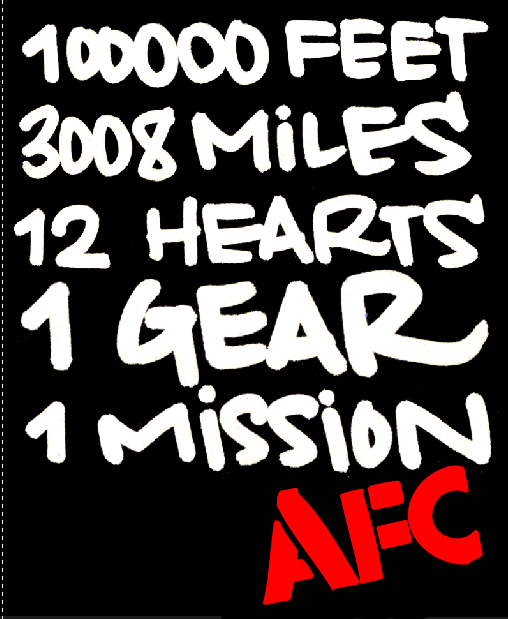 100000 FEET
3008 MiLES
12 HEARTS
1 GEAR
1 MiSSiON
AFC